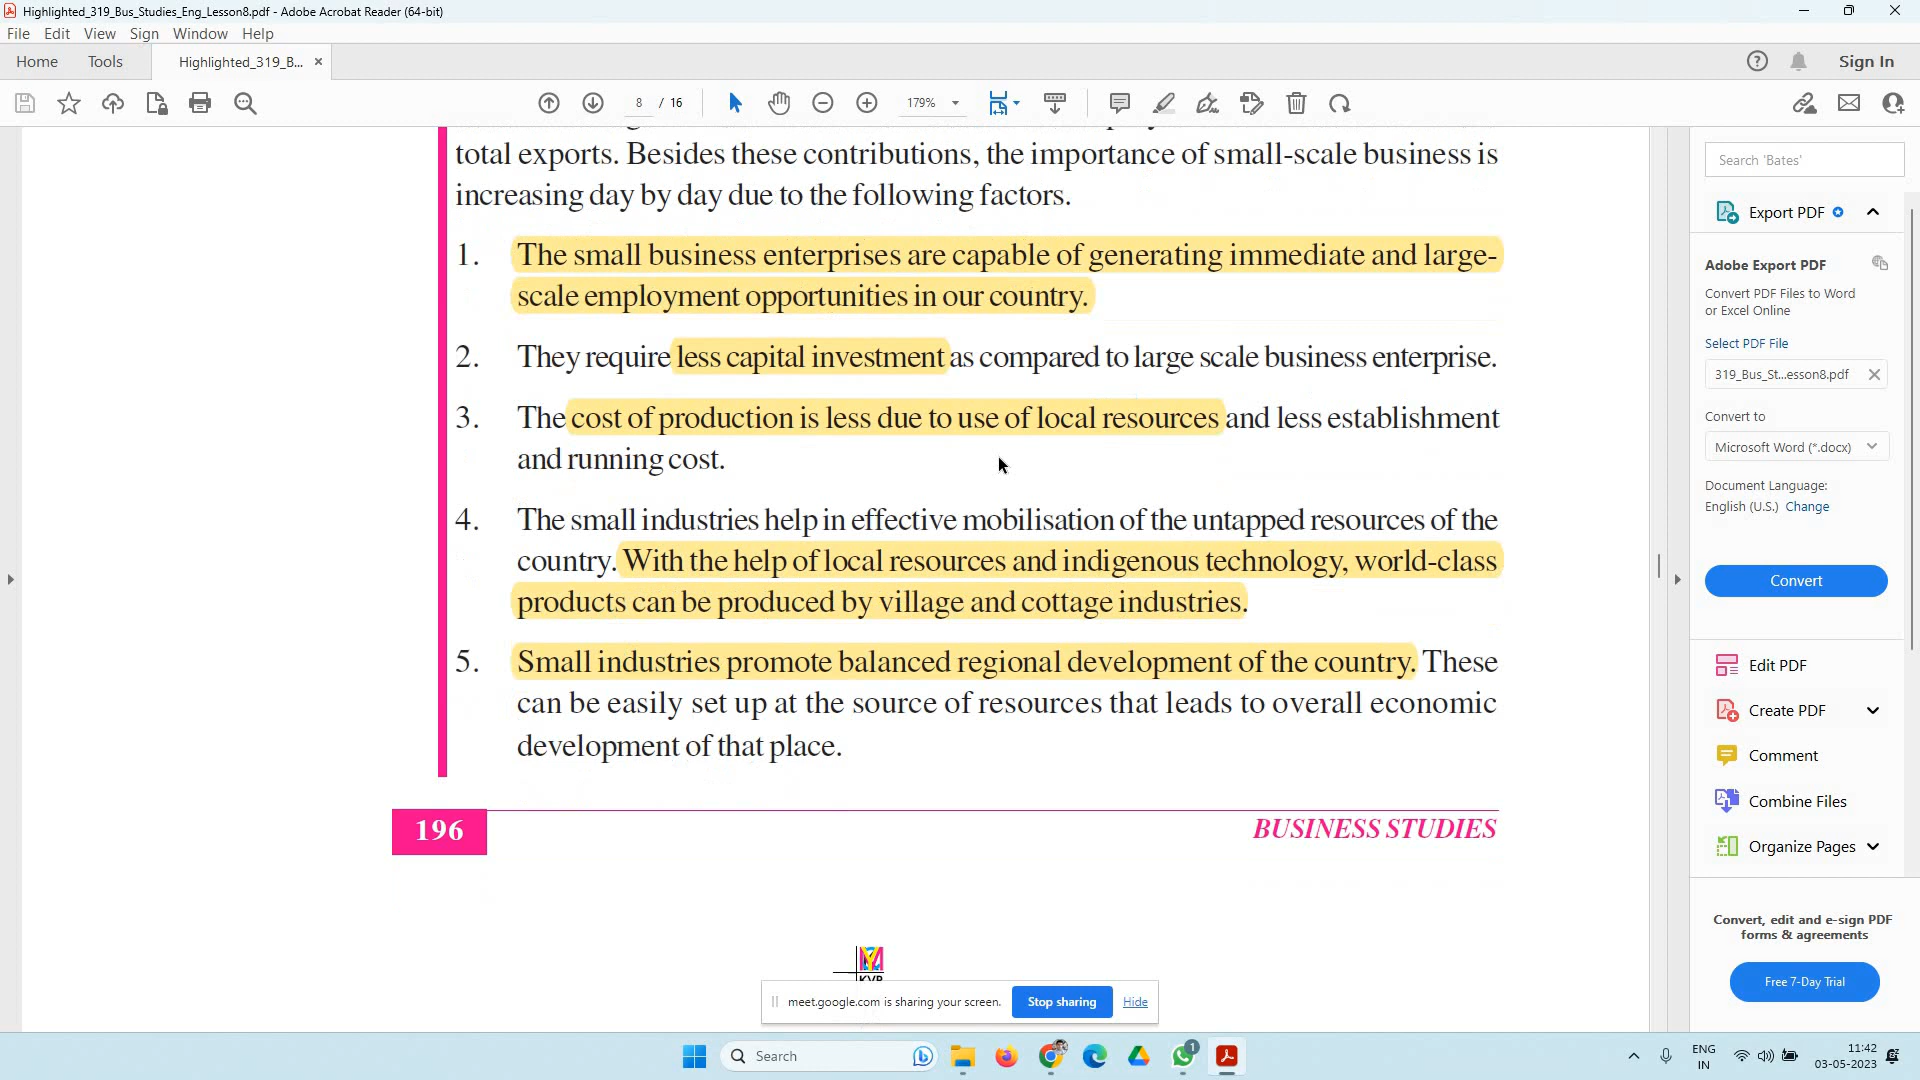 Highlighted_319_Bus_Studies_Eng_Lesson8.pdf - Adobe Acrobat Reader (64-bit)
File Edit View Sign Window Help
Home Tools Highlighted_319_B... × Sign In
8 / 16 179%
total exports. Besides these contributions, the importance of small-scale business is
increasing day by day due to the following factors.
1. The small business enterprises are capable of generating immediate and large-
scale employment opportunities in our country.
2. They require less capital investment as compared to large scale business enterprise.
3. The cost of production is less due to use of local resources and less establishment
and running cost.
4. The small industries help in effective mobilisation of the untapped resources of the
country. With the help of local resources and indigenous technology, world-class
products can be produced by village and cottage industries.
5. Small industries promote balanced regional development of the country. These
can be easily set up at the source of resources that leads to overall economic
development of that place.
196 BUSINESS STUDIES
KVR
meet.google.com is sharing your screen. Stop sharing Hide
Search 'Bates'
Export PDF
Adobe Export PDF
Convert PDF Files to Word
or Excel Online
Select PDF File
319_Bus_St...esson8.pdf
Convert to
Microsoft Word (*.docx)
Document Language:
English (U.S.) Change
Convert
Edit PDF
Create PDF
Comment
Combine Files
Organize Pages
Convert, edit and e-sign PDF
forms & agreements
Free 7-Day Trial
Search
1
ENG
IN
11:42
03-05-2023